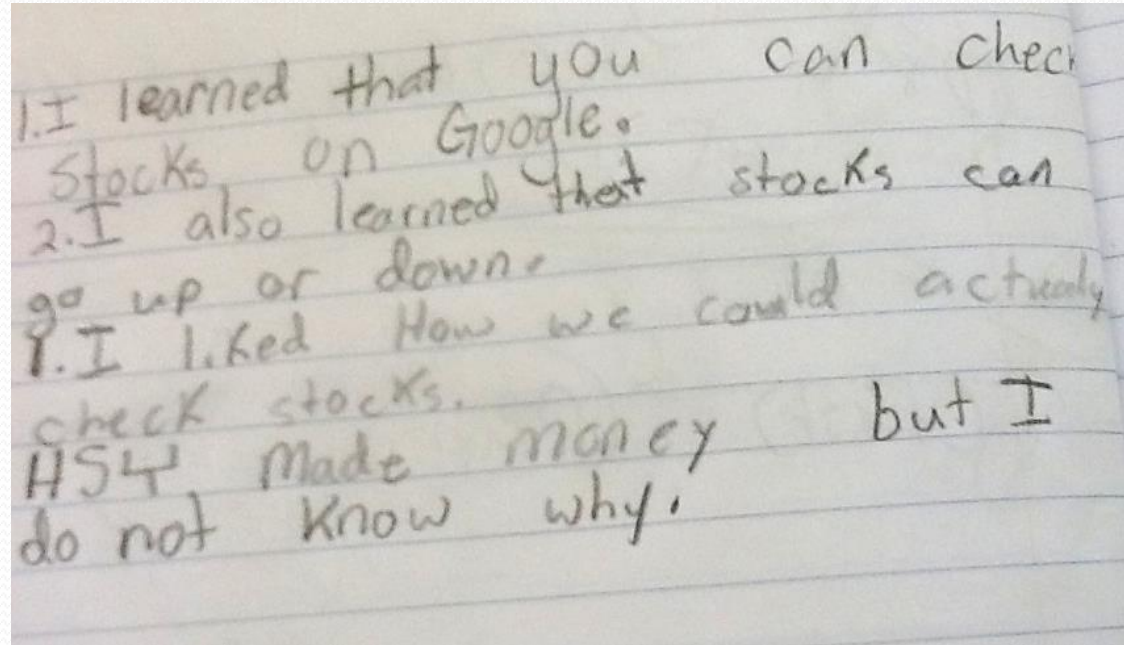 1.I learned that you can chec
stocks on Google.
2.I also learned that stocks can
go up or down.
1.I liked How we could actualy
check stocks.
HSY Made money but I
do not know why.